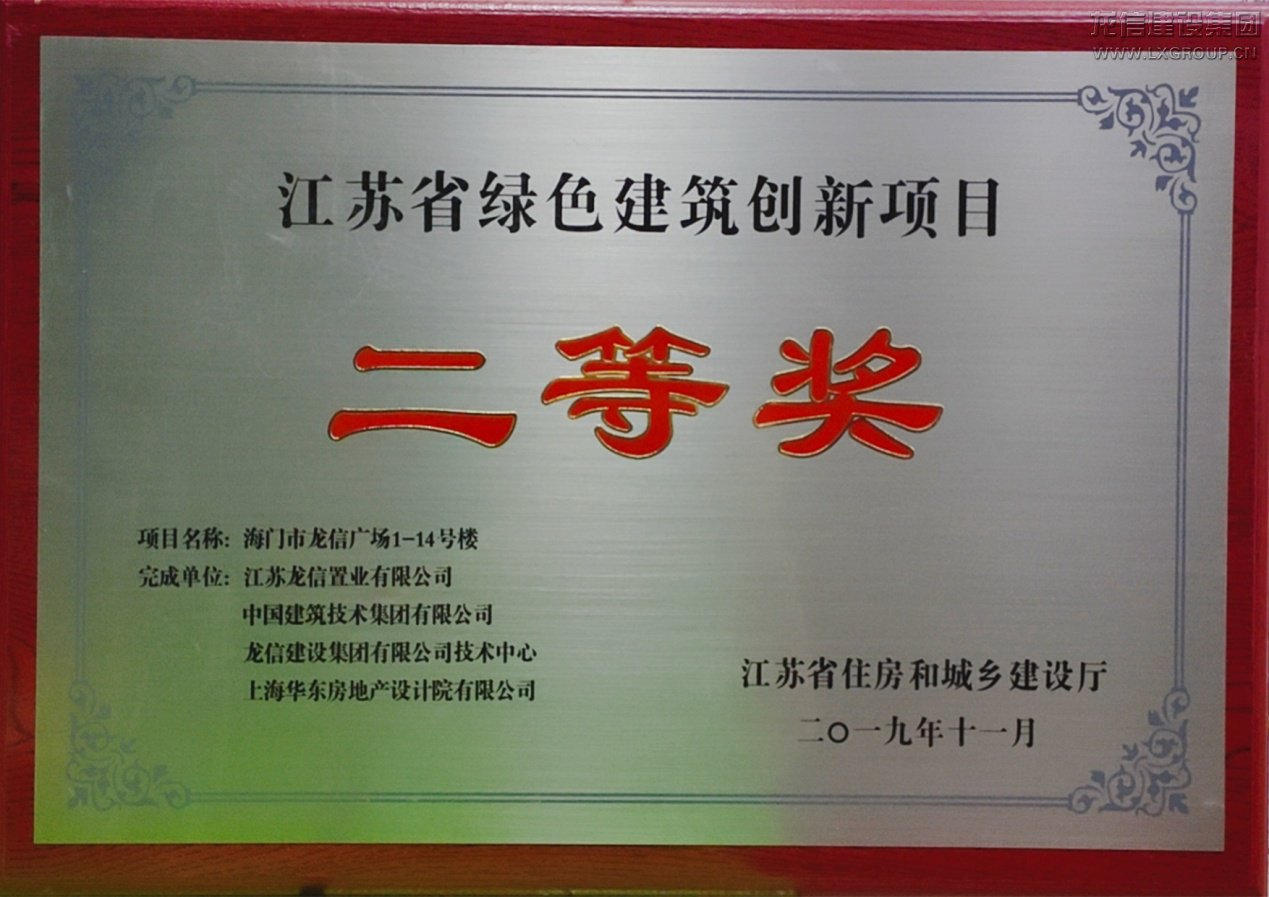 龙信建设集团
WWW.LXGROUP.CN
江苏省绿色建筑创新项目
二等奖
项目名称：海门市龙信广场1-14号楼
完成单位：江苏龙信置业有限公司
中国建筑技术集团有限公司
龙信建设集团有限公司技术中心
上海华东房地产设计院有限公司
江苏省住房和城乡建设厅
二〇一九年十一月